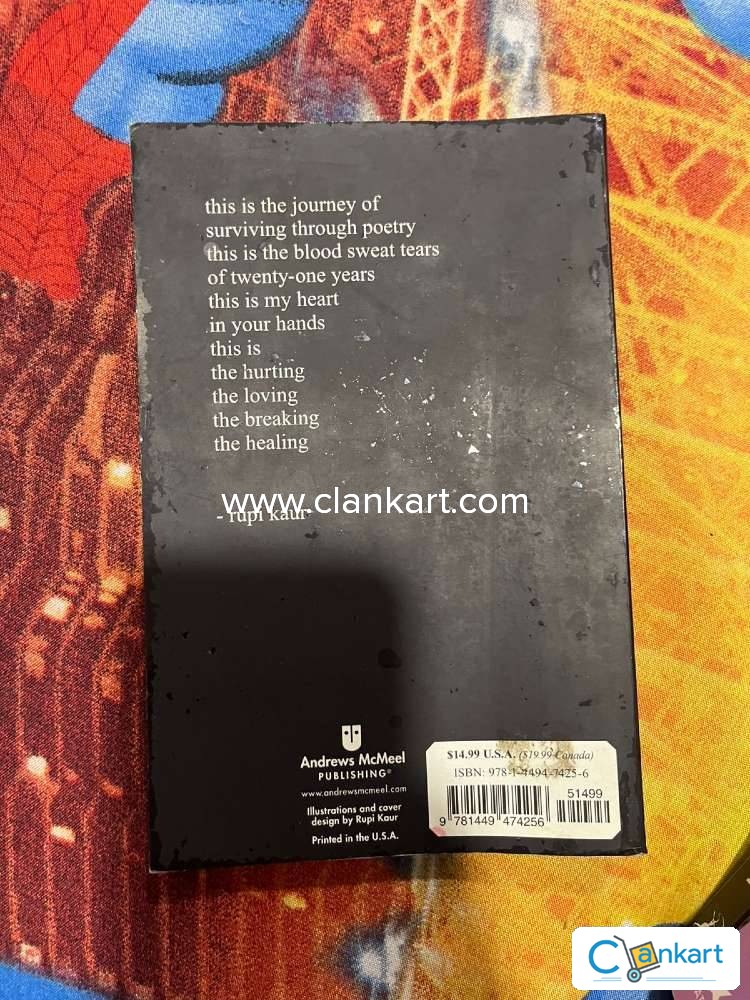 this is the journey of
surviving through poetry
this is the blood sweat tears
of twenty-one years
this is my heart
in your hands
this is
the hurting
the loving
the breaking
the healing
www.clankart.com
- rupi kaur
Andrews McMeel
PUBLISHING®
www.andrewsmcmeel.com
Illustrations and cover
design by Rupi Kaur
Printed in the U.S.A.
$14.99 U.S.A. ($19.99 Canada)
ISBN: 978-1-4494-7425-6
51499
9 781449 474256
Clankart